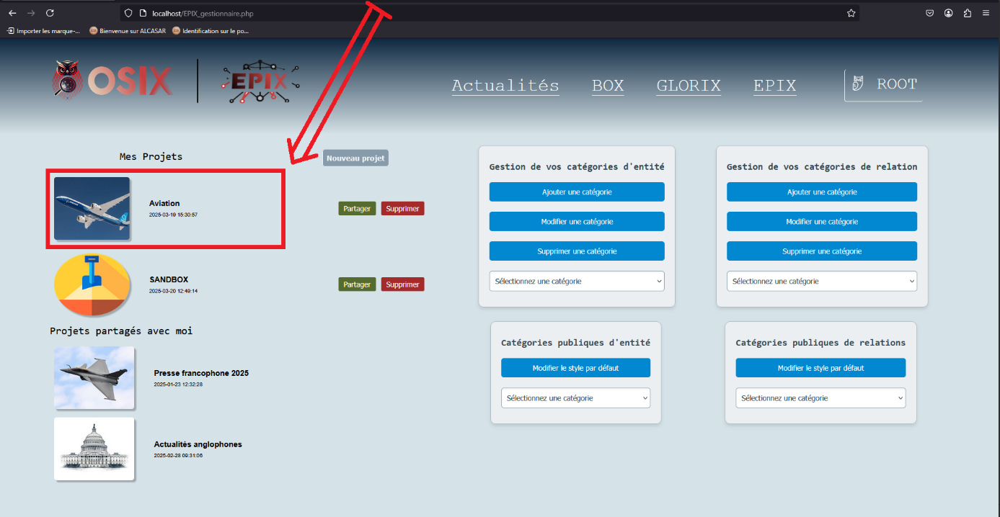 localhost/EPIX_gestionnaire.php
Importer les marque-... Bienvenue sur ALCASAR Identification sur le po...
OSIX EPIX Actualités BOX GLORIX EPIX ROOT
Mes Projets Nouveau projet
Aviation
2025-03-19 15:30:57
Partager Supprimer
SANDBOX
2025-03-20 12:49:14
Partager Supprimer
Projets partagés avec moi
Presse francophone 2025
2025-01-23 12:32:28
Actualités anglophones
2025-02-28 09:31:06
Gestion de vos catégories d'entité
Ajouter une catégorie
Modifier une catégorie
Supprimer une catégorie
Sélectionnez une catégorie
Gestion de vos catégories de relation
Ajouter une catégorie
Modifier une catégorie
Supprimer une catégorie
Sélectionnez une catégorie
Catégories publiques d'entité
Modifier le style par défaut
Sélectionnez une catégorie
Catégories publiques de relations
Modifier le style par défaut
Sélectionnez une catégorie